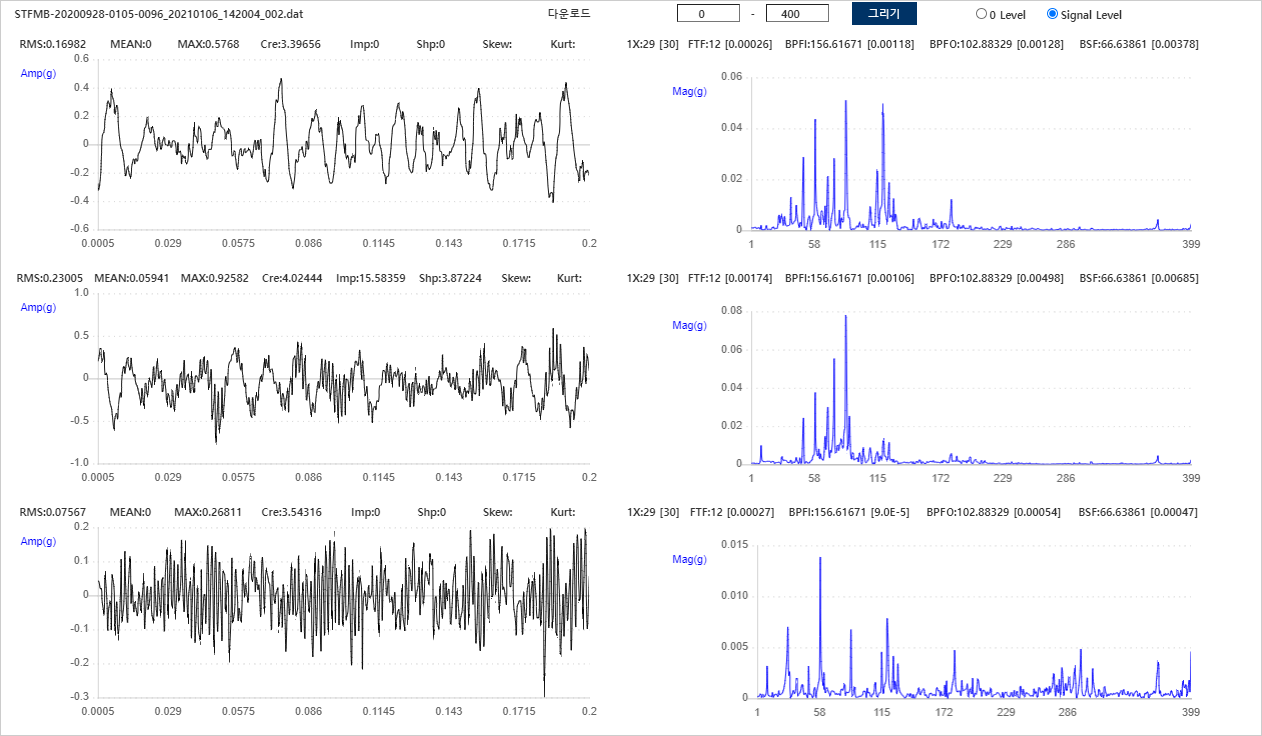 STFMB-20200928-0105-0096_20210106_142004_002.dat 다운로드 0 - 400 그리기 0 Level Signal Level
RMS:0.16982 MEAN:0 MAX:0.5768 Cre:3.39656 Imp:0 Shp:0 Skew: Kurt:
1X:29 [30] FTF:12 [0.00026] BPFI:156.61671 [0.00118] BPFO:102.88329 [0.00128] BSF:66.63861 [0.00378]
Amp(g)
0.6
0.4
0.2
0
-0.2
-0.4
-0.6
0.0005 0.029 0.0575 0.086 0.1145 0.143 0.1715 0.2
Mag(g)
0.06
0.04
0.02
0
1 58 115 172 229 286 399
RMS:0.23005 MEAN:0.05941 MAX:0.92582 Cre:4.02444 Imp:15.58359 Shp:3.87224 Skew: Kurt:
1X:29 [30] FTF:12 [0.00174] BPFI:156.61671 [0.00106] BPFO:102.88329 [0.00498] BSF:66.63861 [0.00685]
Amp(g)
1.0
0.5
0
-0.5
-1.0
0.0005 0.029 0.0575 0.086 0.1145 0.143 0.1715 0.2
Mag(g)
0.08
0.06
0.04
0.02
0
1 58 115 172 229 286 399
RMS:0.07567 MEAN:0 MAX:0.26811 Cre:3.54316 Imp:0 Shp:0 Skew: Kurt:
1X:29 [30] FTF:12 [0.00027] BPFI:156.61671 [9.0E-5] BPFO:102.88329 [0.00054] BSF:66.63861 [0.00047]
Amp(g)
0.2
0.1
0
-0.1
-0.2
-0.3
0.0005 0.029 0.0575 0.086 0.1145 0.143 0.1715 0.2
Mag(g)
0.015
0.010
0.005
0
1 58 115 172 229 286 399